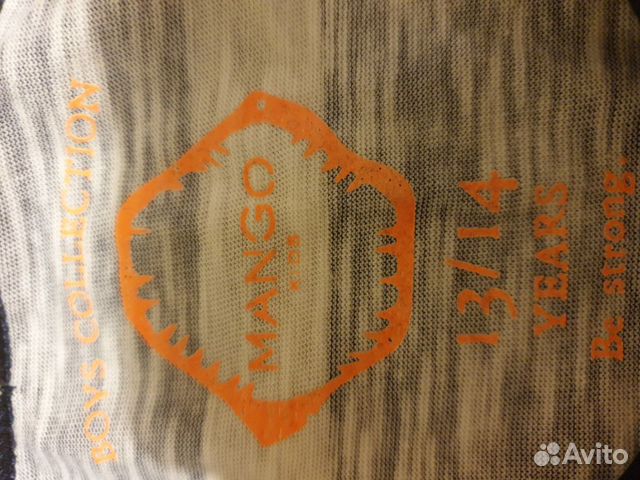 BOYS COLLECTION
MANGO
KIDS
13/14
YEARS
Be strong.
Avito